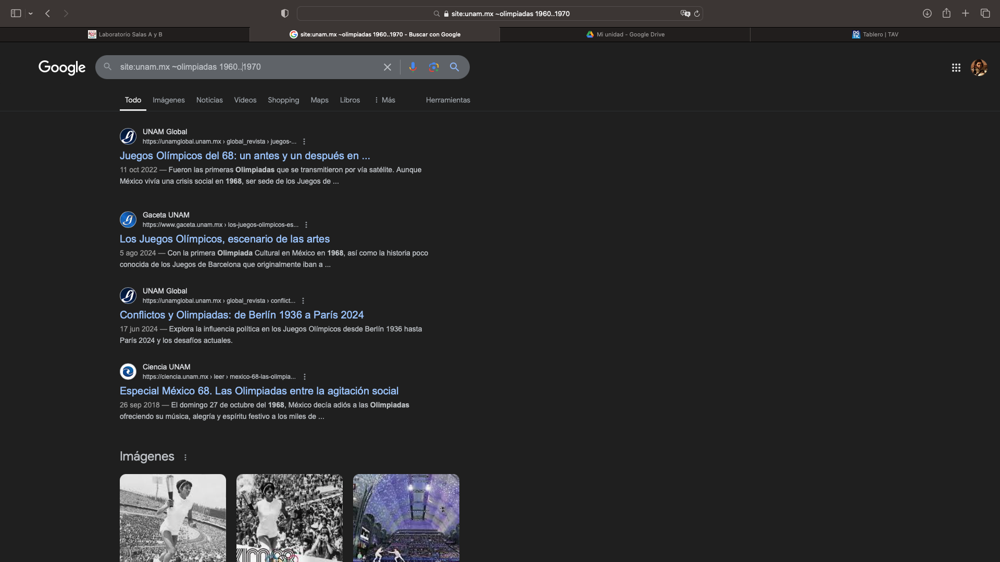 site:unam.mx ~olimpiadas 1960..1970
Laboratorio Salas A y B
site:unam.mx ~olimpiadas 1960..1970 - Buscar con Google
Mi unidad - Google Drive
DG TIC
Tablero | TAV
Google
site:unam.mx ~olimpiadas 1960..1970
Todo
Imágenes
Noticias
Vídeos
Shopping
Maps
Libros
Más
Herramientas
UNAM Global
https://unamglobal.unam.mx › global_revista › juegos-...
Juegos Olímpicos del 68: un antes y un después en ...
11 oct 2022 — Fueron las primeras Olimpiadas que se transmitieron por vía satélite. Aunque
México vivía una crisis social en 1968, ser sede de los Juegos de ...
Gaceta UNAM
https://www.gaceta.unam.mx › los-juegos-olimpicos-es...
Los Juegos Olímpicos, escenario de las artes
5 ago 2024 — Con la primera Olimpiada Cultural en México en 1968, así como la historia poco
conocida de los Juegos de Barcelona que originalmente iban a ...
UNAM Global
https://unamglobal.unam.mx › global_revista › conflict...
Conflictos y Olimpiadas: de Berlín 1936 a París 2024
17 jun 2024 — Explora la influencia política en los Juegos Olímpicos desde Berlín 1936 hasta
París 2024 y los desafíos actuales.
Ciencia UNAM
https://ciencia.unam.mx › leer › mexico-68-las-olimpia...
Especial México 68. Las Olimpiadas entre la agitación social
26 sep 2018 — El domingo 27 de octubre del 1968, México decía adiós a las Olimpiadas
ofreciendo su música, alegría y espíritu festivo a los miles de ...
Imágenes